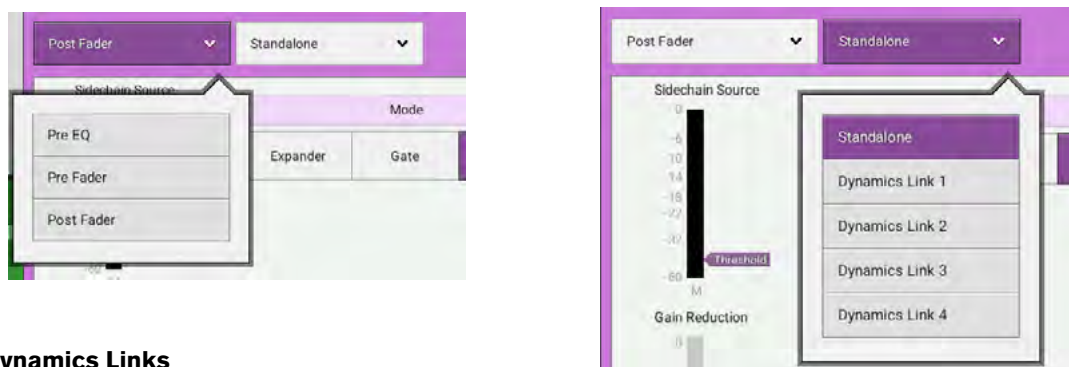 Post Fader
Standalone
Sidechain Source
Mode
Pre EQ
Expander
Gate
Pre Fader
Post Fader
-60
Post Fader
Standalone
Sidechain Source
0
-6
-10
-14
-18
-22
-32
Threshold
-60
M
Gain Reduction
0
Standalone
Dynamics Link 1
Dynamics Link 2
Dynamics Link 3
Dynamics Link 4
ynamics Links